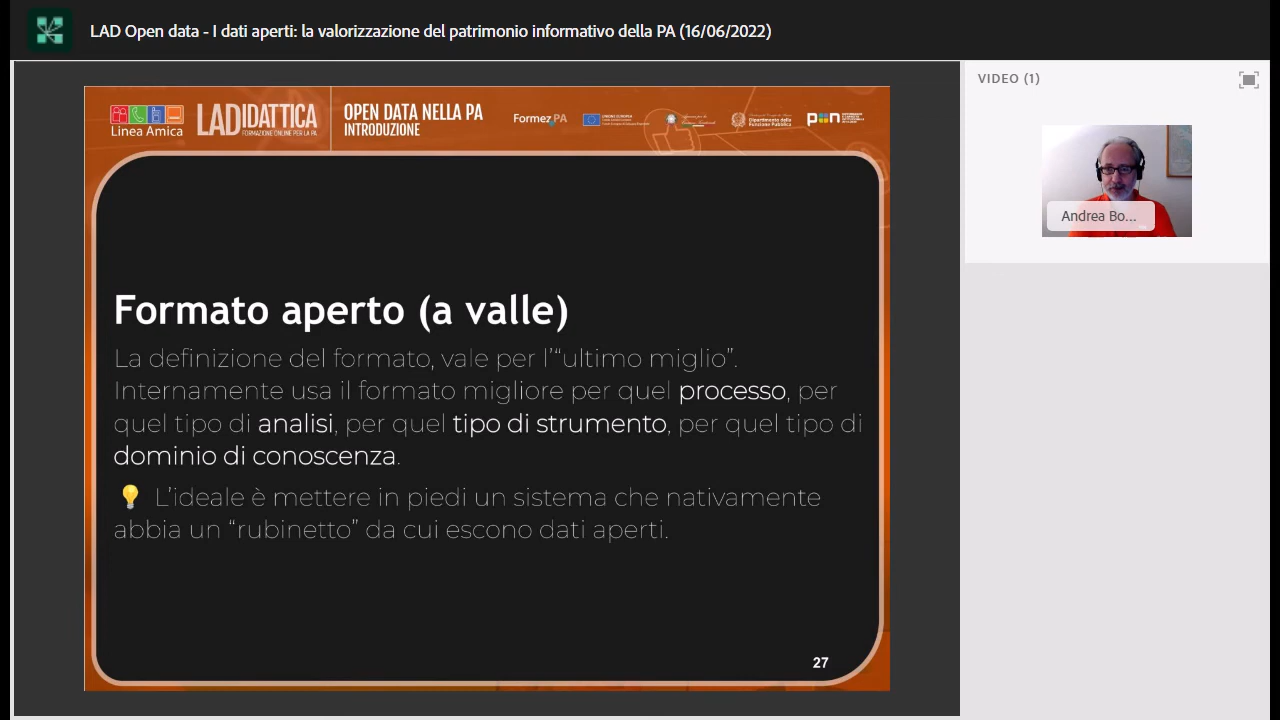 LAD Open data - I dati aperti: la valorizzazione del patrimonio informativo della PA (16/06/2022)
VIDEO (1)
Linea Amica
LADIDATTICA
FORMAZIONE ONLINE PER LA PA
OPEN DATA NELLA PA
INTRODUZIONE
FormezPA
UNIONE EUROPEA
Dipartimento della
Funzione Pubblica
pon
Andrea Bo...
Formato aperto (a valle)
La definizione del formato, vale per l’“ultimo miglio”.
Internamente usa il formato migliore per quel processo, per
quel tipo di analisi, per quel tipo di strumento, per quel tipo di
dominio di conoscenza.
💡 L’ideale è mettere in piedi un sistema che nativamente
abbia un “rubinetto” da cui escono dati aperti.
27